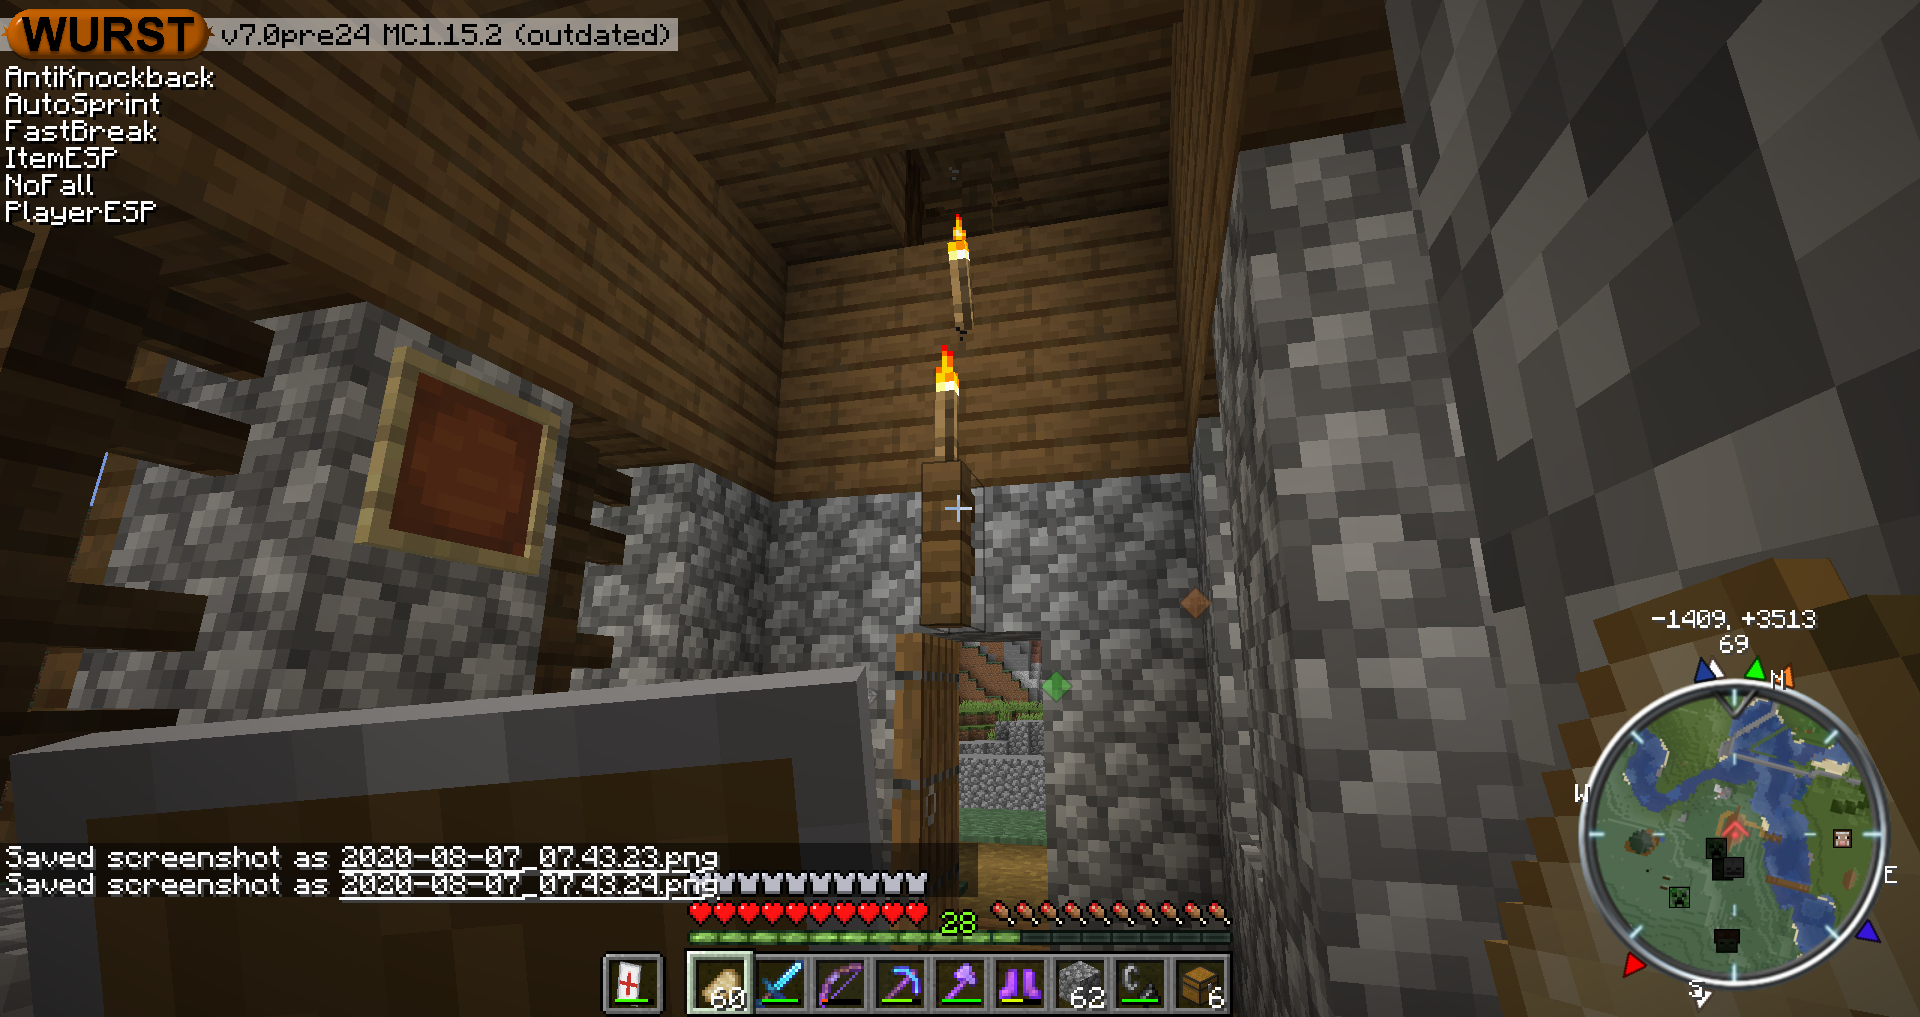 WURST v7.0pre24 MC1.15.2 (outdated)
AntiKnockback
AutoSprint
FastBreak
ItemESP
NoFall
PlayerESP
-1409, +3513
69
N
W
E
S
Saved screenshot as 2020-08-07_07.43.23.png
Saved screenshot as 2020-08-07_07.43.24.png
28
60
62
6